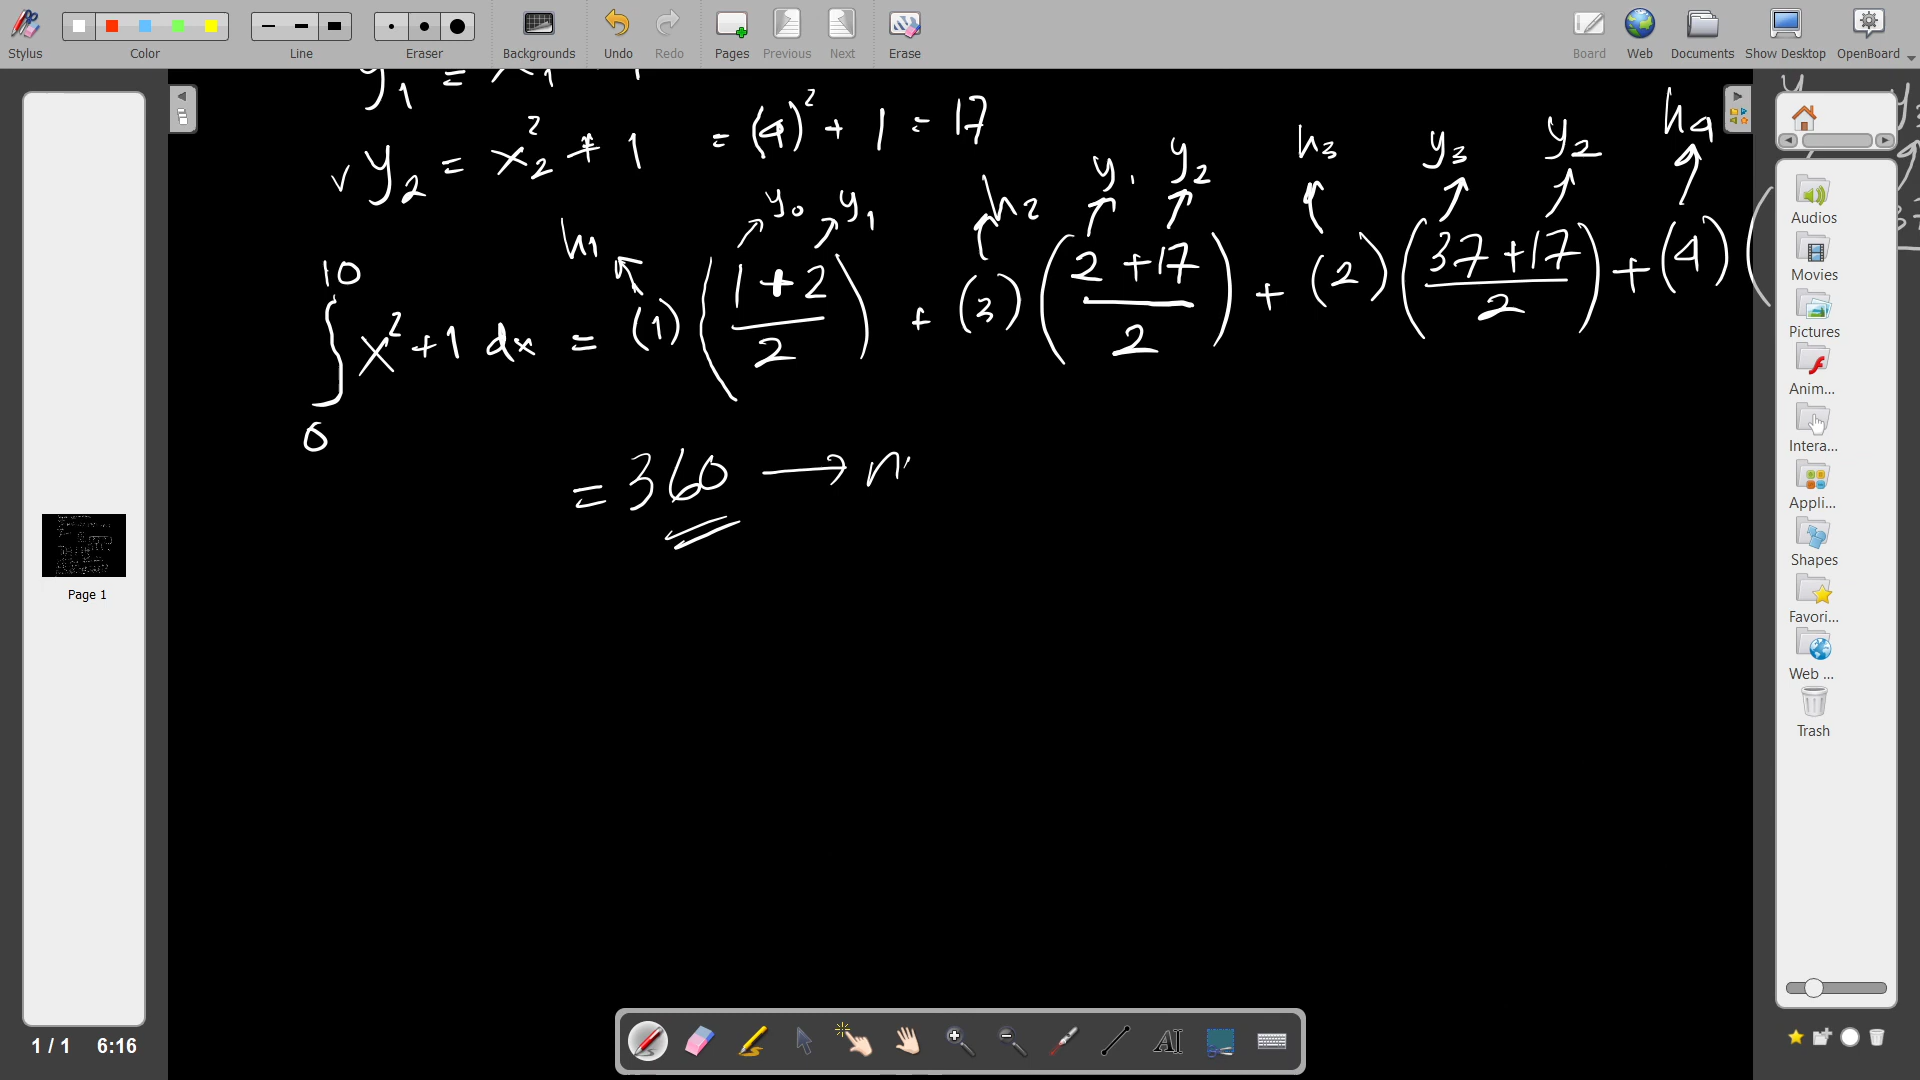 Stylus Color Line Eraser Backgrounds Undo Redo Pages Previous Next Erase Board Web Documents Show Desktop OpenBoard
y₁ = x₁
y₂ = x₂² + 1 = (4)² + 1 = 17
h₁ y₀ y₁ h₂ y₁ y₂ h₃ y₃ y₂ h₄
∫₀¹⁰ x² + 1 dx = (1) ((1 + 2)/2) + (3) ((2 + 17)/2) + (2) ((37 + 17)/2) + (4) (
= 360 → n
Audios
Movies
Pictures
Anim...
Intera...
Appli...
Shapes
Favori...
Web ...
Trash
Page 1
1 / 1 6:16